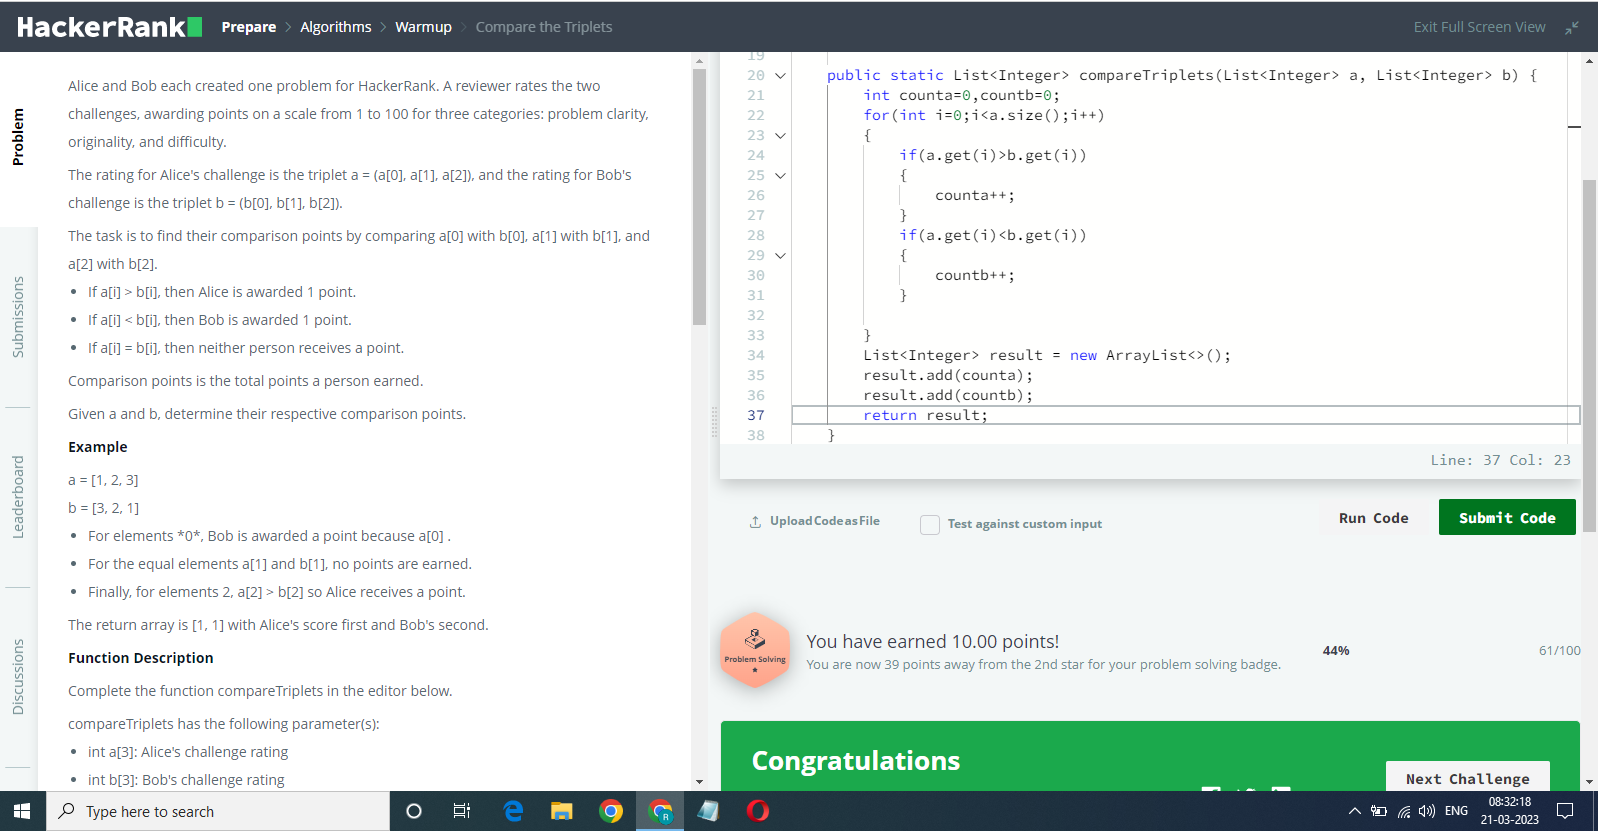 HackerRank
Prepare > Algorithms > Warmup > Compare the Triplets
Exit Full Screen View
Problem
Submissions
Leaderboard
Discussions
Alice and Bob each created one problem for HackerRank. A reviewer rates the two
challenges, awarding points on a scale from 1 to 100 for three categories: problem clarity,
originality, and difficulty.
The rating for Alice's challenge is the triplet a = (a[0], a[1], a[2]), and the rating for Bob's
challenge is the triplet b = (b[0], b[1], b[2]).
The task is to find their comparison points by comparing a[0] with b[0], a[1] with b[1], and
a[2] with b[2].
• If a[i] > b[i], then Alice is awarded 1 point.
• If a[i] < b[i], then Bob is awarded 1 point.
• If a[i] = b[i], then neither person receives a point.
Comparison points is the total points a person earned.
Given a and b, determine their respective comparison points.
Example
a = [1, 2, 3]
b = [3, 2, 1]
• For elements *0*, Bob is awarded a point because a[0] .
• For the equal elements a[1] and b[1], no points are earned.
• Finally, for elements 2, a[2] > b[2] so Alice receives a point.
The return array is [1, 1] with Alice's score first and Bob's second.
Function Description
Complete the function compareTriplets in the editor below.
compareTriplets has the following parameter(s):
• int a[3]: Alice's challenge rating
• int b[3]: Bob's challenge rating
19
20 public static List<Integer> compareTriplets(List<Integer> a, List<Integer> b) {
21 int counta=0,countb=0;
22 for(int i=0;i<a.size();i++)
23 {
24 if(a.get(i)>b.get(i))
25 {
26 counta++;
27 }
28 if(a.get(i)<b.get(i))
29 {
30 countb++;
31 }
32
33 }
34 List<Integer> result = new ArrayList<>();
35 result.add(counta);
36 result.add(countb);
37 return result;
38 }
Line: 37 Col: 23
Upload Code as File
Test against custom input
Run Code
Submit Code
Problem Solving
You have earned 10.00 points!
You are now 39 points away from the 2nd star for your problem solving badge.
44%
61/100
Congratulations
Next Challenge
Type here to search
R
ENG
08:32:18
21-03-2023